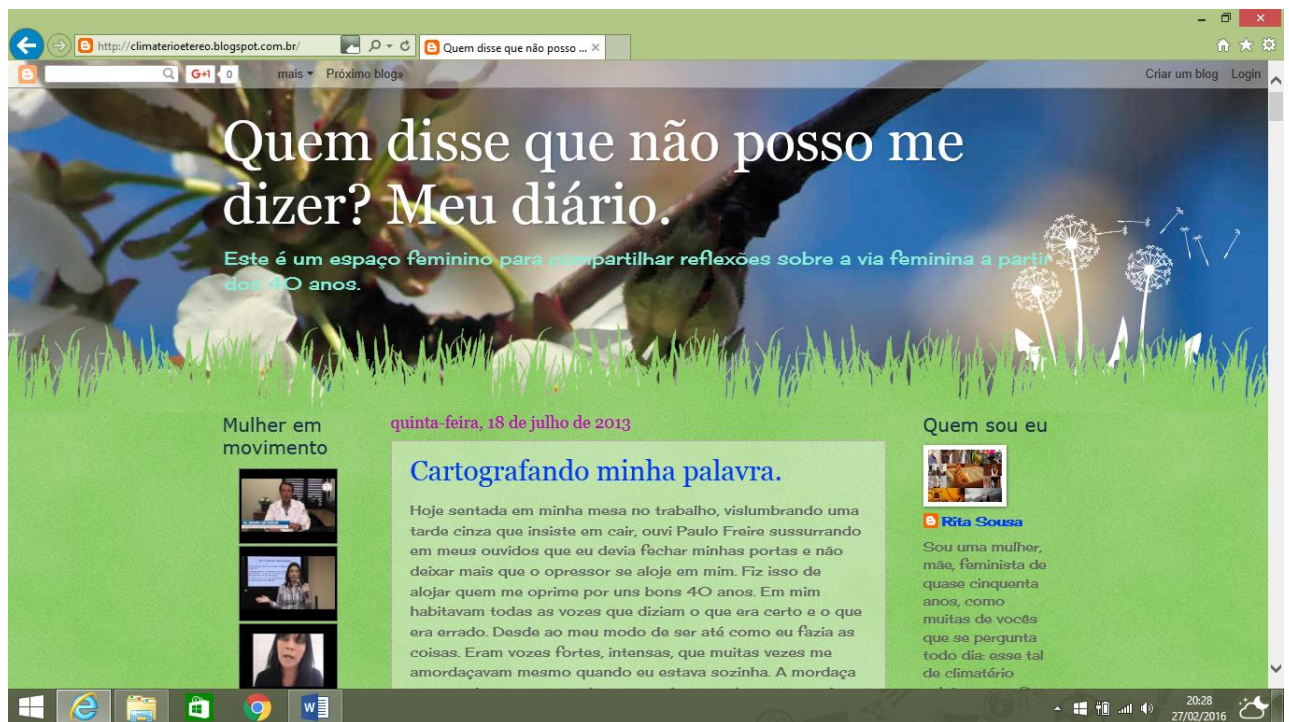 http://climaterioetereo.blogspot.com.br/
Quem disse que não posso ...
G+1 0 mais Próximo blog» Criar um blog Login
Quem disse que não posso me
dizer? Meu diário.
Este é um espaço feminino para compartilhar reflexões sobre a via feminina a partir
dos 40 anos.
Mulher em
movimento
quinta-feira, 18 de julho de 2013
Cartografando minha palavra.
Hoje sentada em minha mesa no trabalho, vislumbrando uma
tarde cinza que insiste em cair, ouvi Paulo Freire sussurrando
em meus ouvidos que eu devia fechar minhas portas e não
deixar mais que o opressor se aloje em mim. Fiz isso de
alojar quem me oprime por uns bons 40 anos. Em mim
habitavam todas as vozes que diziam o que era certo e o que
era errado. Desde ao meu modo de ser até como eu fazia as
coisas. Eram vozes fortes, intensas, que muitas vezes me
amordaçavam mesmo quando eu estava sozinha. A mordaça
Quem sou eu
Rita Sousa
Sou uma mulher,
mãe, feminista de
quase cinquenta
anos, como
muitas de vocês
que se pergunta
todo dia: esse tal
de climatério
20:28
27/02/2016